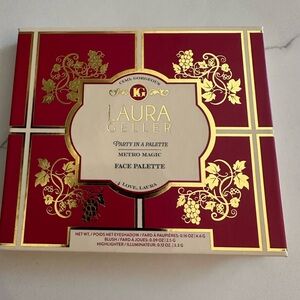 LG
LAURA
GELLER
PARTY IN A PALETTE
METRO MAGIC
FACE PALETTE
LOVE, LAURA
NET WT. / POIDS NET EYESHADOW / FARD À PAUPIÈRES: 0.16 OZ / 4.6 G
BLUSH / FARD À JOUES: 0.09 OZ / 2.5 G
HIGHLIGHTER / ILLUMINATEUR: 0.12 OZ / 3.5 G